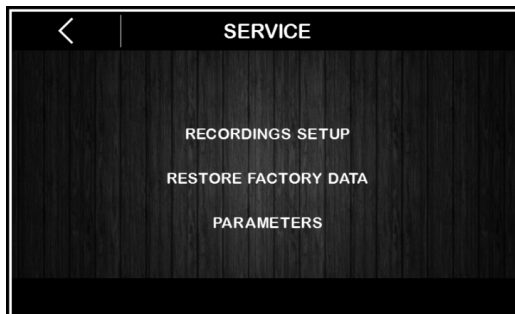 SERVICE
RECORDINGS SETUP
RESTORE FACTORY DATA
PARAMETERS